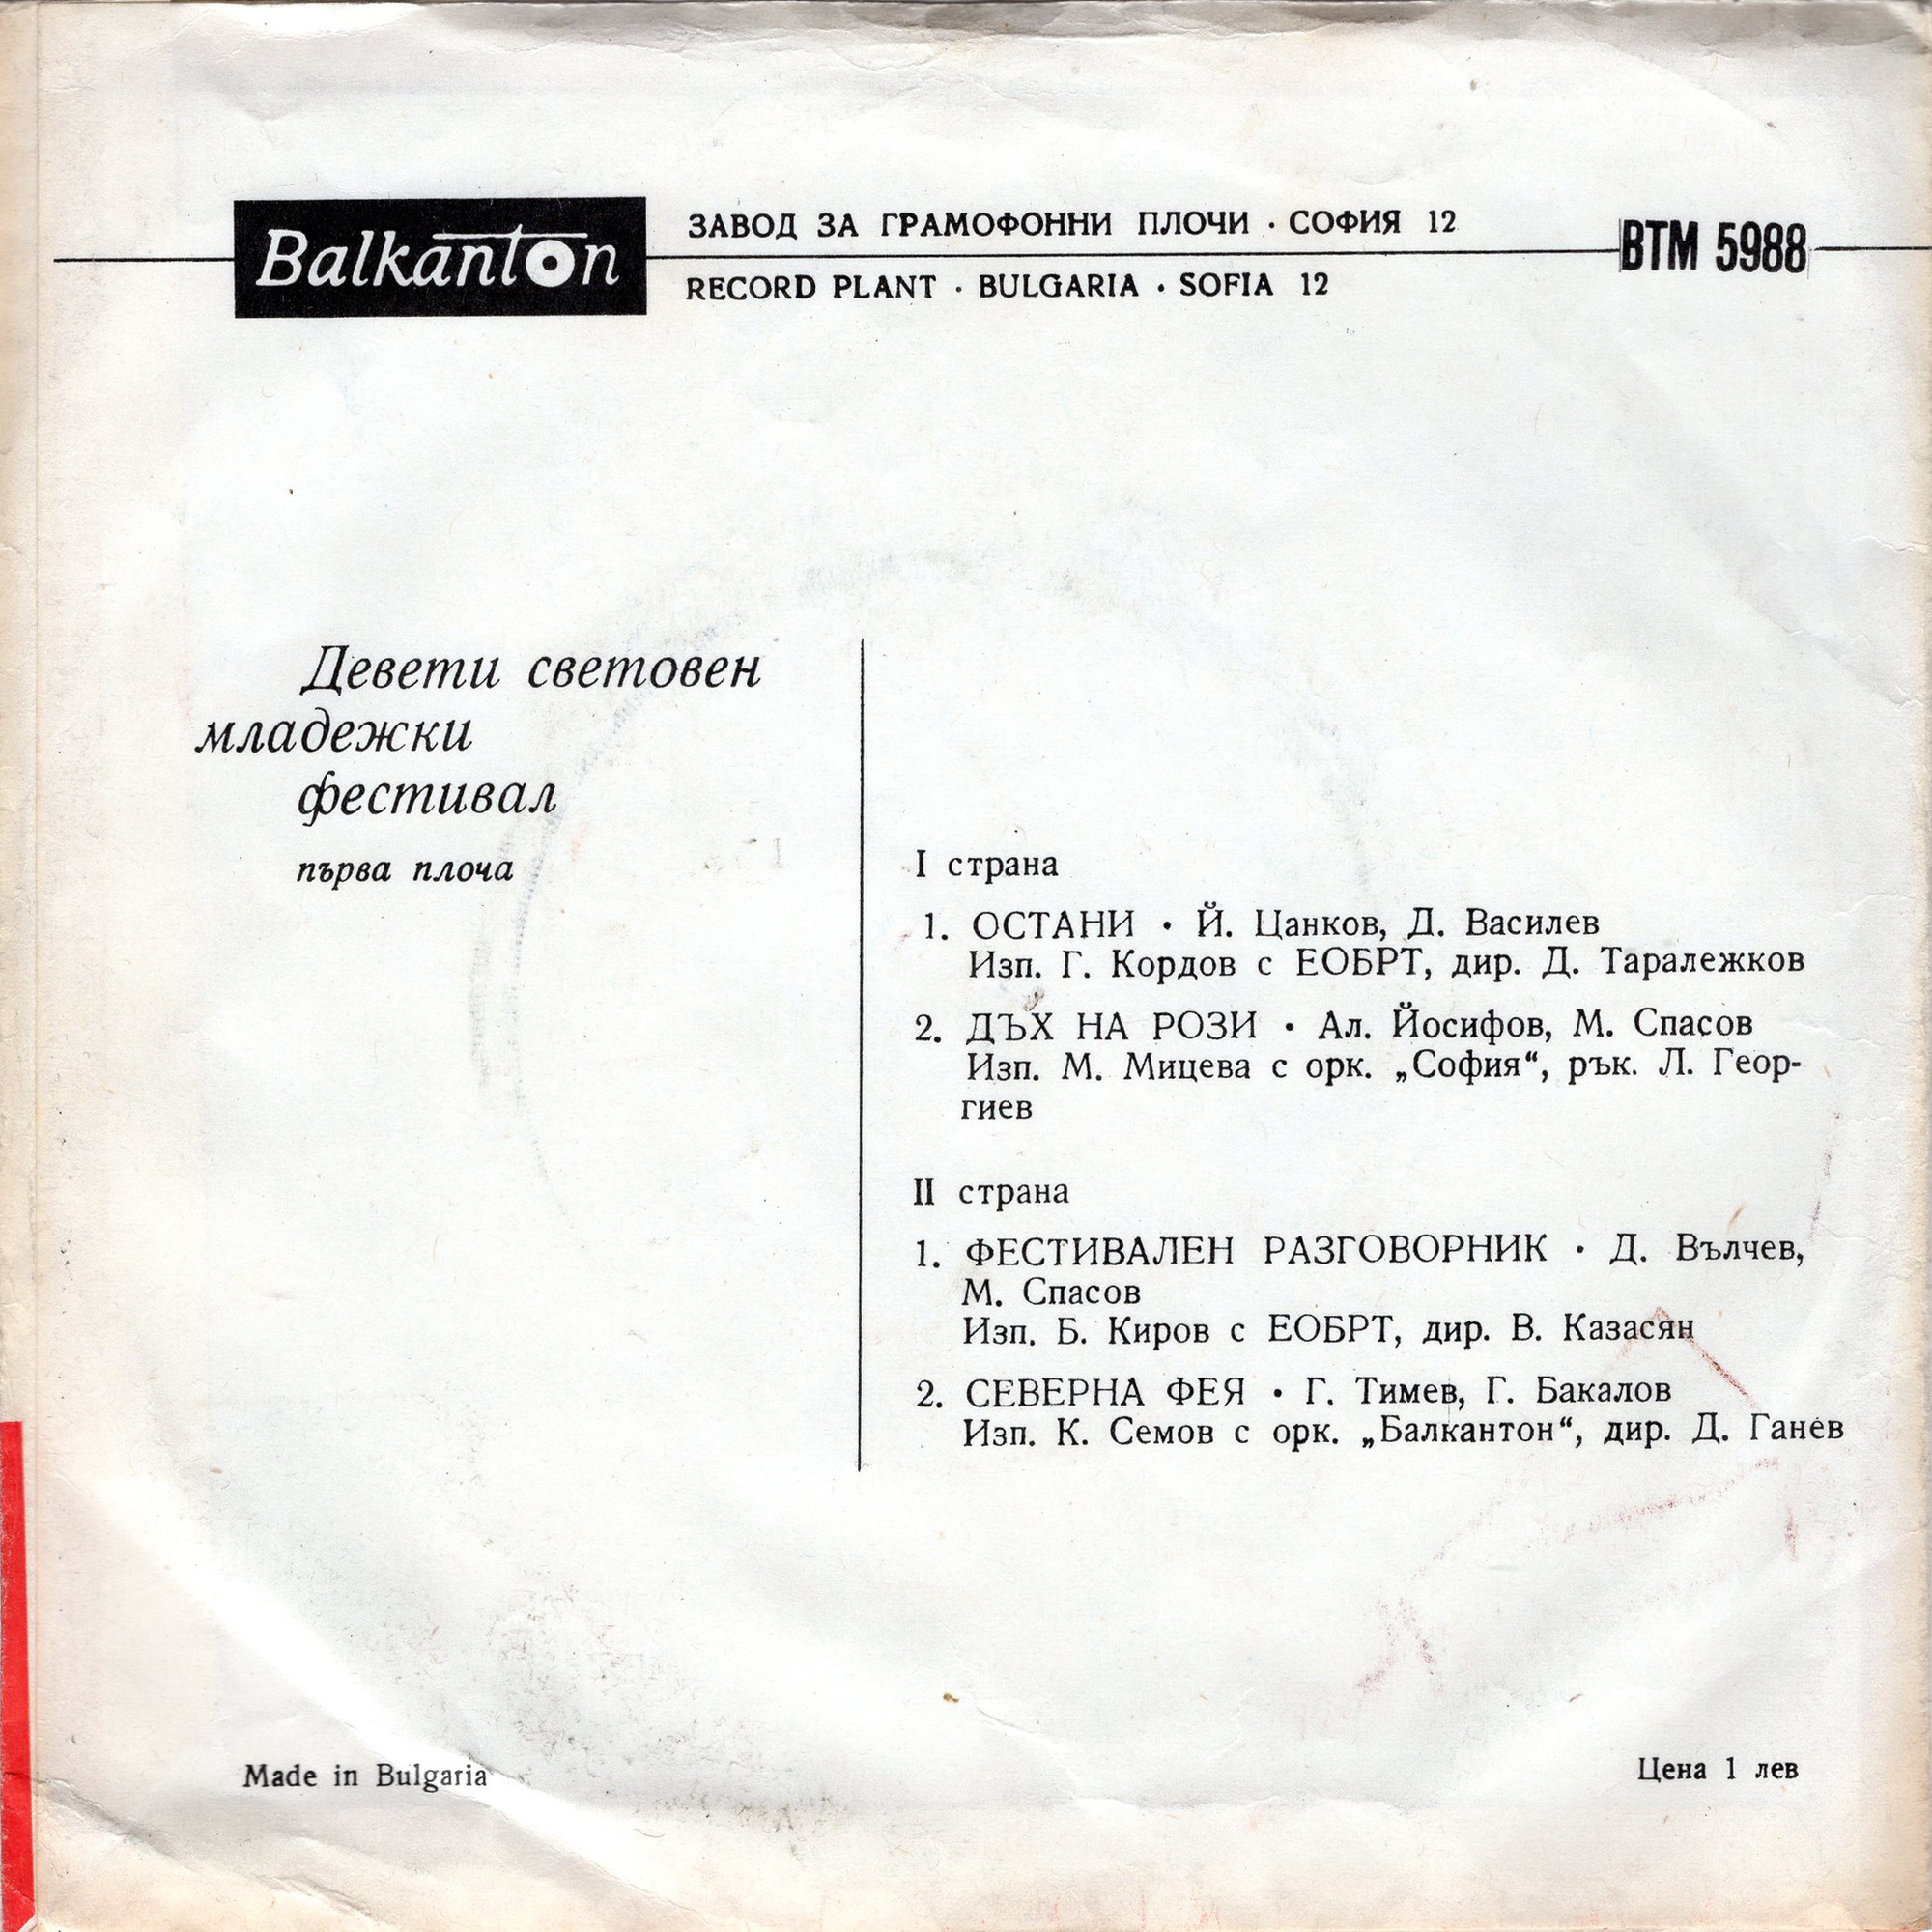 Balkanton
ЗАВОД ЗА ГРАМОФОННИ ПЛОЧИ · СОФИЯ 12
RECORD PLANT · BULGARIA · SOFIA 12
ВТМ 5988
Девети световен
младежки
фестивал
първа плоча
I страна
1. ОСТАНИ · Й. Цанков, Д. Василев
Изп. Г. Кордов с ЕОБРТ, дир. Д. Таралежков
2. ДЪХ НА РОЗИ · Ал. Йосифов, М. Спасов
Изп. М. Мицева с орк. „София“, рък. Л. Геор-
гиев
II страна
1. ФЕСТИВАЛЕН РАЗГОВОРНИК · Д. Вълчев,
М. Спасов
Изп. Б. Киров с ЕОБРТ, дир. В. Казасян
2. СЕВЕРНА ФЕЯ · Г. Тимев, Г. Бакалов
Изп. К. Семов с орк. „Балкантон“, дир. Д. Ганев
Made in Bulgaria
Цена 1 лев